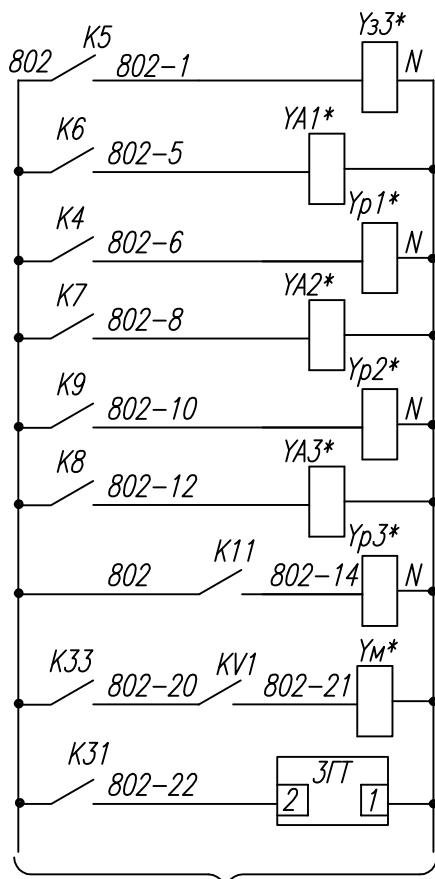 802 K5 802-1 Yэ3* N
K6 802-5 YA1*
K4 802-6 Yp1* N
K7 802-8 YA2*
K9 802-10 Yp2* N
K8 802-12 YA3*
802 K11 802-14 Yp3* N
K33 802-20 KV1 802-21 Yм* 
K31 802-22 2 ЗГТ 1